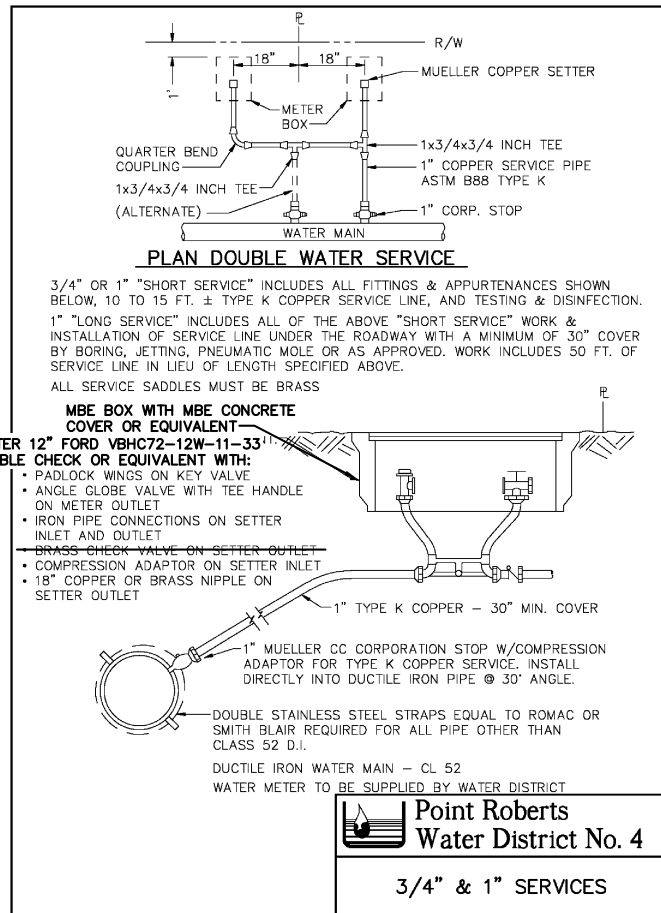 PL
R/W
18" 18"
1'
MUELLER COPPER SETTER
METER
BOX
QUARTER BEND
COUPLING
1x3/4x3/4 INCH TEE
1x3/4x3/4 INCH TEE
1" COPPER SERVICE PIPE
ASTM B88 TYPE K
(ALTERNATE)
1" CORP. STOP
WATER MAIN
PLAN DOUBLE WATER SERVICE
3/4" OR 1" "SHORT SERVICE" INCLUDES ALL FITTINGS & APPURTENANCES SHOWN
BELOW, 10 TO 15 FT. ± TYPE K COPPER SERVICE LINE, AND TESTING & DISINFECTION.
1" "LONG SERVICE" INCLUDES ALL OF THE ABOVE "SHORT SERVICE" WORK &
INSTALLATION OF SERVICE LINE UNDER THE ROADWAY WITH A MINIMUM OF 30" COVER
BY BORING, JETTING, PNEUMATIC MOLE OR AS APPROVED. WORK INCLUDES 50 FT. OF
SERVICE LINE IN LIEU OF LENGTH SPECIFIED ABOVE.
ALL SERVICE SADDLES MUST BE BRASS
PL
MBE BOX WITH MBE CONCRETE
COVER OR EQUIVALENT
TER 12" FORD VBHC72-12W-11-33
BLE CHECK OR EQUIVALENT WITH:
• PADLOCK WINGS ON KEY VALVE
• ANGLE GLOBE VALVE WITH TEE HANDLE
ON METER OUTLET
• IRON PIPE CONNECTIONS ON SETTER
INLET AND OUTLET
• BRASS CHECK VALVE ON SETTER OUTLET
• COMPRESSION ADAPTOR ON SETTER INLET
• 18" COPPER OR BRASS NIPPLE ON
SETTER OUTLET
1" TYPE K COPPER – 30" MIN. COVER
1" MUELLER CC CORPORATION STOP W/COMPRESSION
ADAPTOR FOR TYPE K COPPER SERVICE. INSTALL
DIRECTLY INTO DUCTILE IRON PIPE @ 30° ANGLE.
DOUBLE STAINLESS STEEL STRAPS EQUAL TO ROMAC OR
SMITH BLAIR REQUIRED FOR ALL PIPE OTHER THAN
CLASS 52 D.I.
DUCTILE IRON WATER MAIN – CL 52
WATER METER TO BE SUPPLIED BY WATER DISTRICT
Point Roberts
Water District No. 4
3/4" & 1" SERVICES